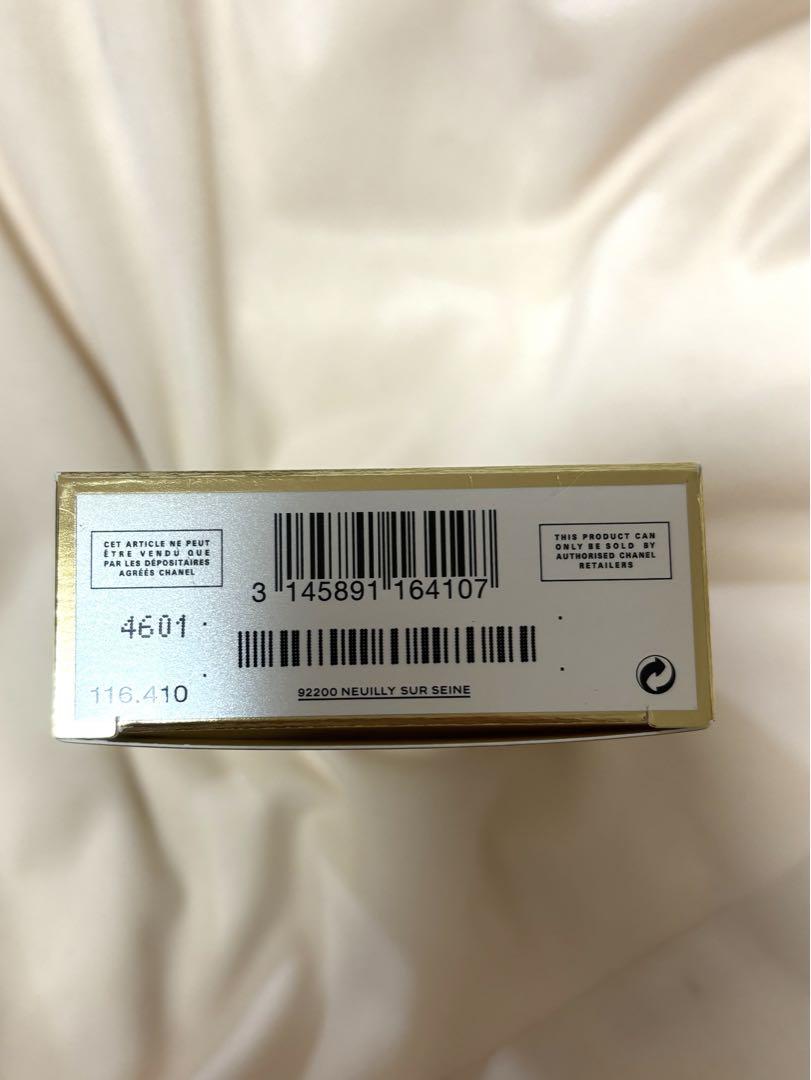 CET ARTICLE NE PEUT
ÊTRE VENDU QUE
PAR LES DÉPOSITAIRES
AGRÉÉS CHANEL
3 145891 164107
THIS PRODUCT CAN
ONLY BE SOLD BY
AUTHORISED CHANEL
RETAILERS
4601
116.410
92200 NEUILLY SUR SEINE